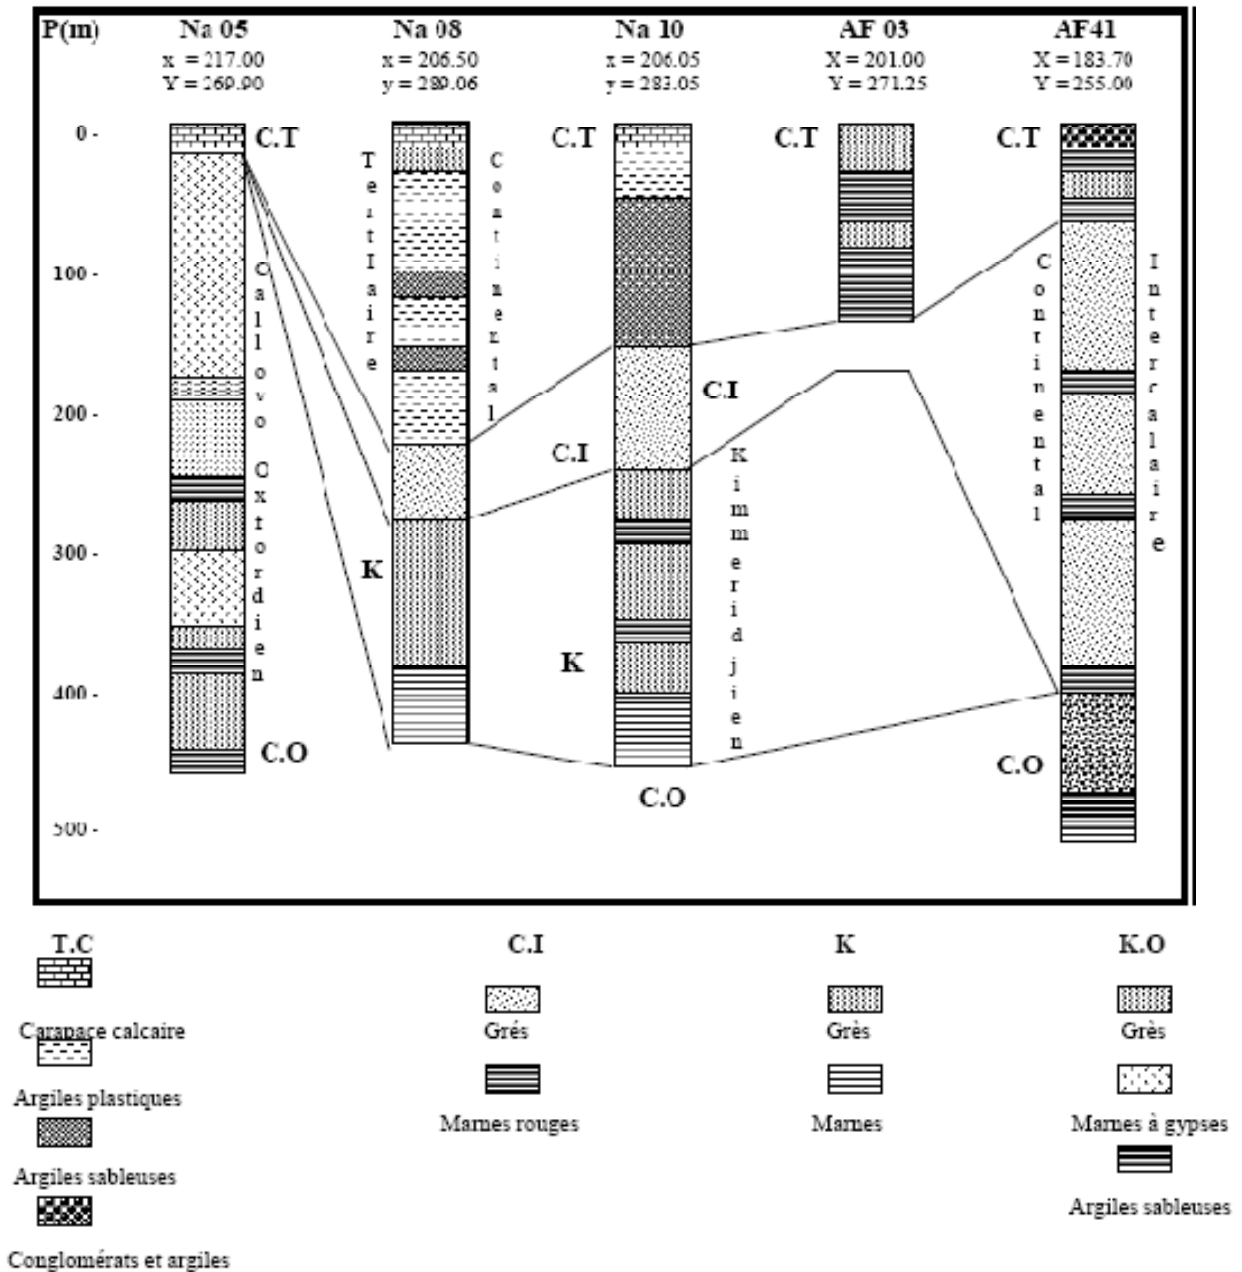 P(m) Na 05 Na 08 Na 10 AF 03 AF41
x = 217.00 x = 206.50 x = 206.05 X = 201.00 X = 183.70
Y = 269.90 y = 289.06 y = 283.05 Y = 271.25 Y = 255.00
0 -
C.T
C.T
C.T
C.T
Tertiaire
Continental
100 -
Callovo Oxfordien
Continental
Intercalaire
200 -
C.I
C.I
Kimmeridjien
300 -
K
K
400 -
C.O
C.O
C.O
500 -
T.C C.I K K.O
Carapace calcaire Grés Grès Grès
Argiles plastiques Marnes rouges Marnes Marnes à gypses
Argiles sableuses Argiles sableuses
Conglomérats et argiles